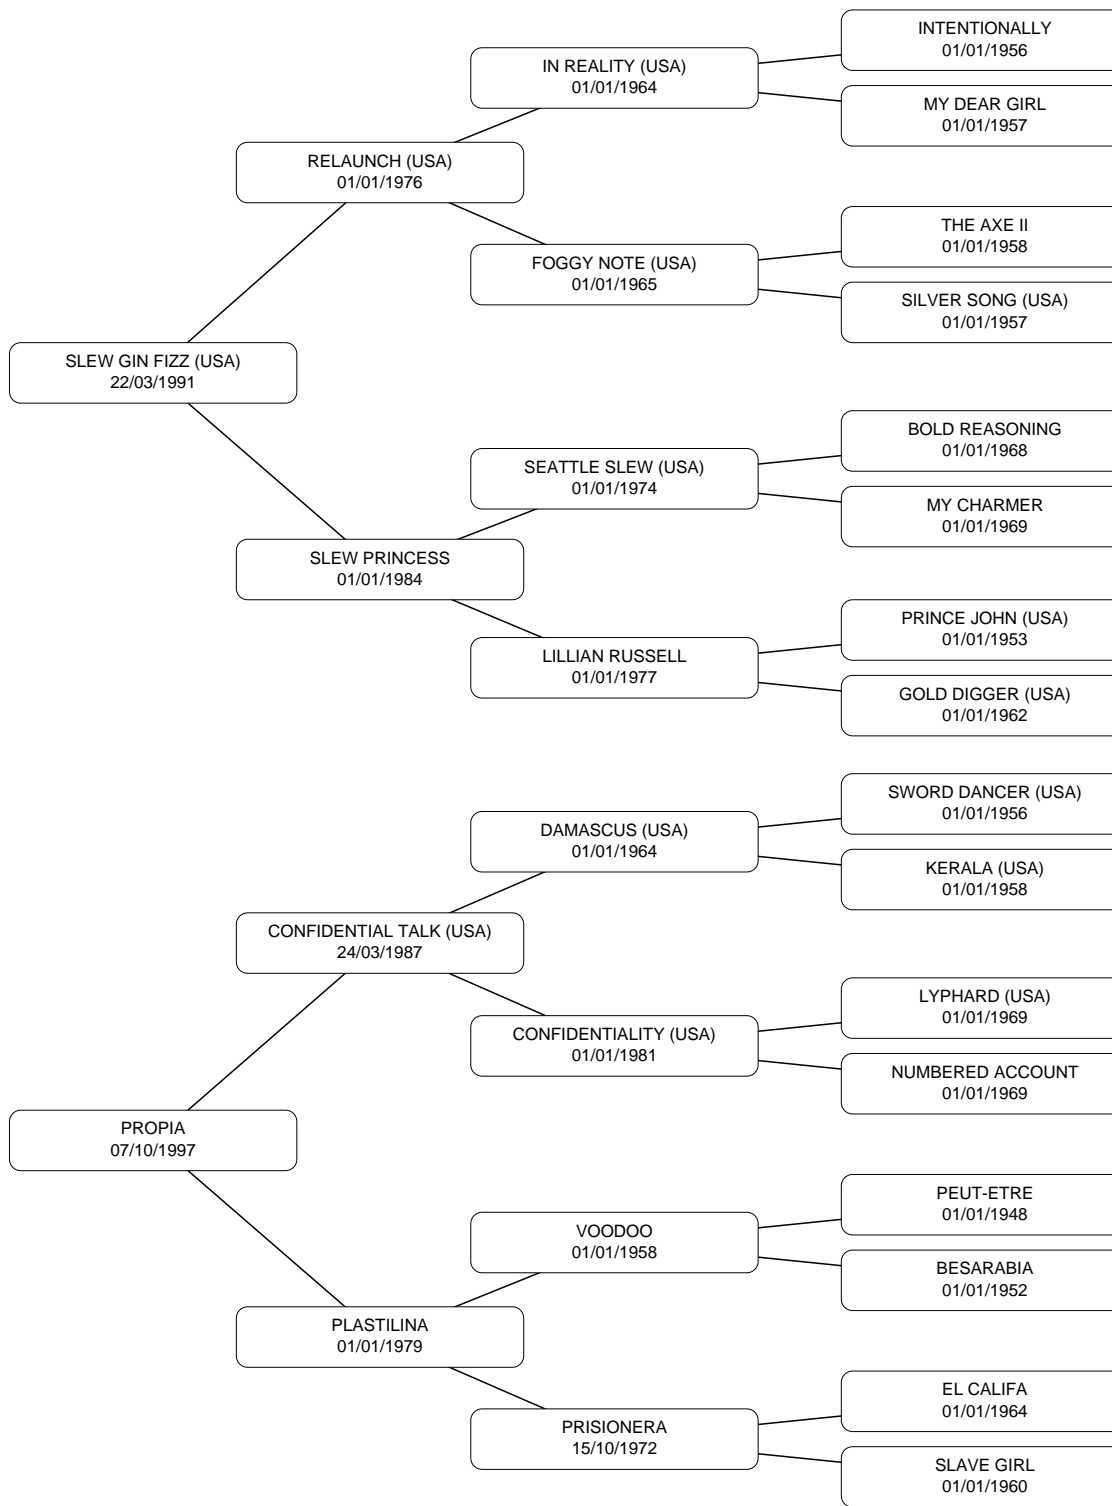 INTENTIONALLY
01/01/1956
IN REALITY (USA)
01/01/1964
MY DEAR GIRL
01/01/1957
RELAUNCH (USA)
01/01/1976
THE AXE II
01/01/1958
FOGGY NOTE (USA)
01/01/1965
SILVER SONG (USA)
01/01/1957
SLEW GIN FIZZ (USA)
22/03/1991
BOLD REASONING
01/01/1968
SEATTLE SLEW (USA)
01/01/1974
MY CHARMER
01/01/1969
SLEW PRINCESS
01/01/1984
PRINCE JOHN (USA)
01/01/1953
LILLIAN RUSSELL
01/01/1977
GOLD DIGGER (USA)
01/01/1962
SWORD DANCER (USA)
01/01/1956
DAMASCUS (USA)
01/01/1964
KERALA (USA)
01/01/1958
CONFIDENTIAL TALK (USA)
24/03/1987
LYPHARD (USA)
01/01/1969
CONFIDENTIALITY (USA)
01/01/1981
NUMBERED ACCOUNT
01/01/1969
PROPIA
07/10/1997
PEUT-ETRE
01/01/1948
VOODOO
01/01/1958
BESARABIA
01/01/1952
PLASTILINA
01/01/1979
EL CALIFA
01/01/1964
PRISIONERA
15/10/1972
SLAVE GIRL
01/01/1960